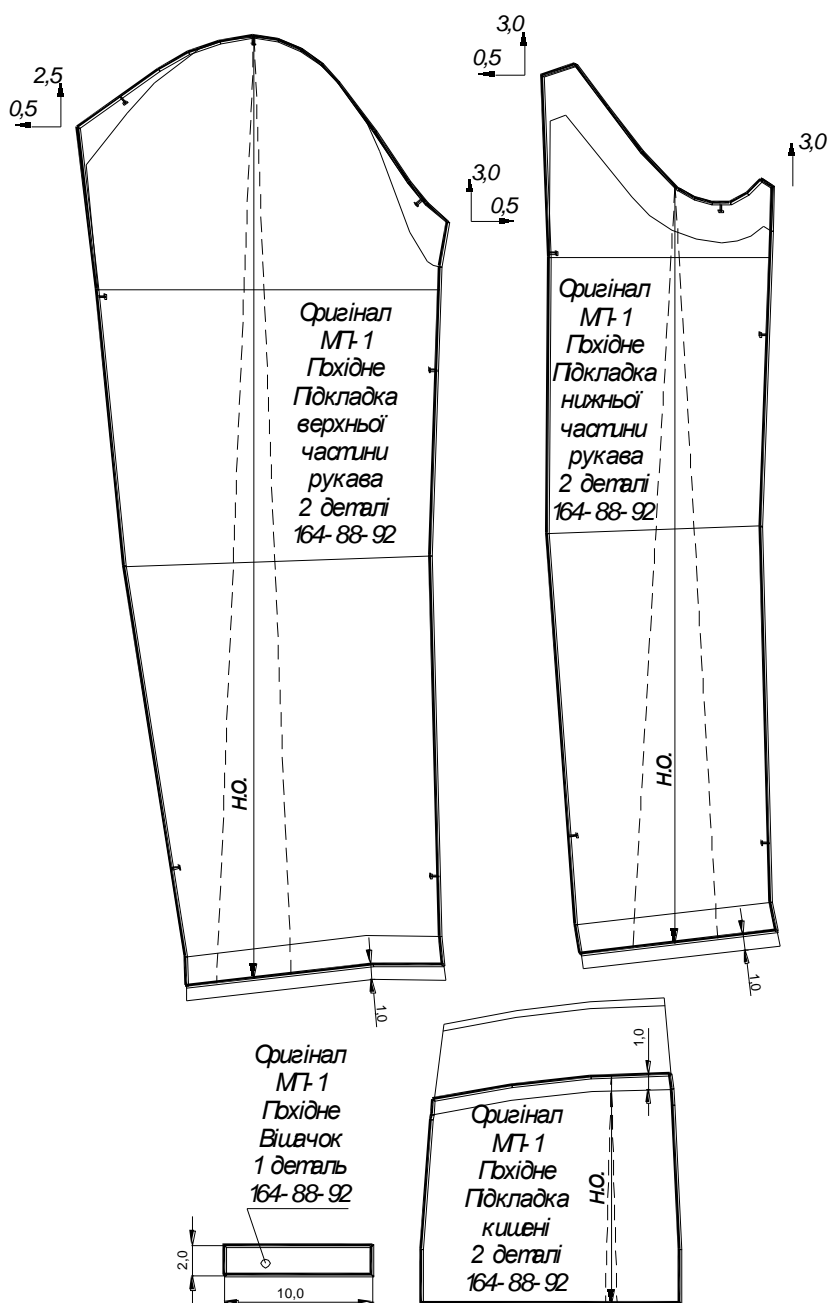 3,0
0,5
2,5
0,5
3,0
3,0
0,5
Оригінал
МП-1
Похідне
Підкладка
верхньої
частини
рукава
2 деталі
164-88-92
Оригінал
МП-1
Похідне
Підкладка
нижньої
частини
рукава
2 деталі
164-88-92
Н.О.
Н.О.
1,0
1,0
Оригінал
МП-1
Похідне
Вішачок
1 деталь
164-88-92
2,0
10,0
1,0
Оригінал
МП-1
Похідне
Підкладка
кишені
2 деталі
164-88-92
Н.О.